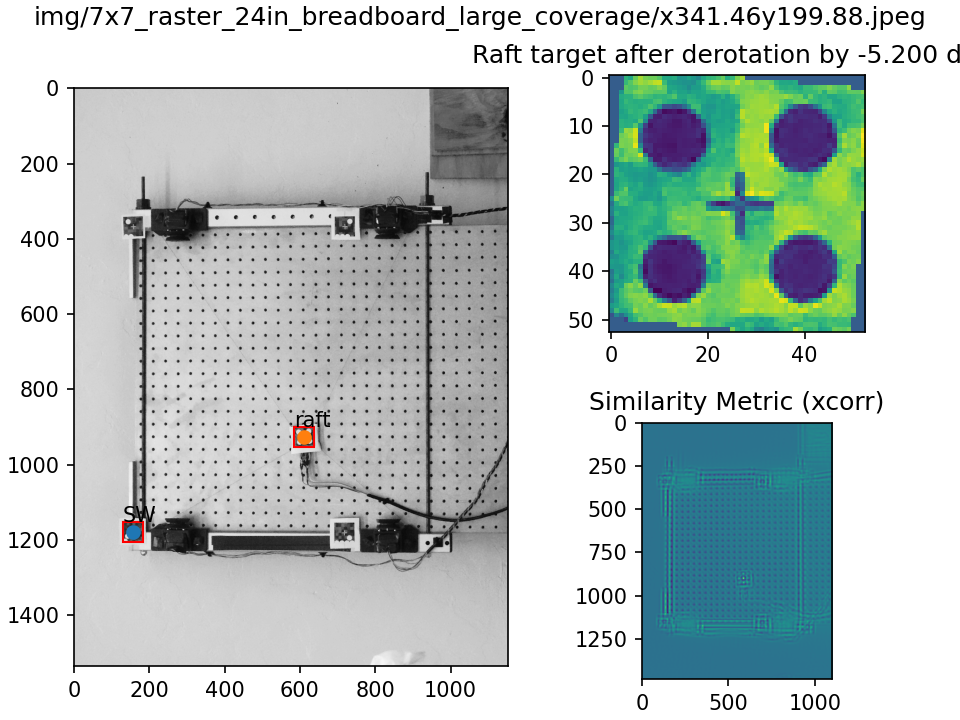 img/7x7_raster_24in_breadboard_large_coverage/x341.46y199.88.jpeg
Raft target after derotation by -5.200 d
0
200
400
600
800
1000
1200
1400
0 200 400 600 800 1000
raft
SW
0
10
20
30
40
50
0 20 40
Similarity Metric (xcorr)
0
250
500
750
1000
1250
0 500 1000